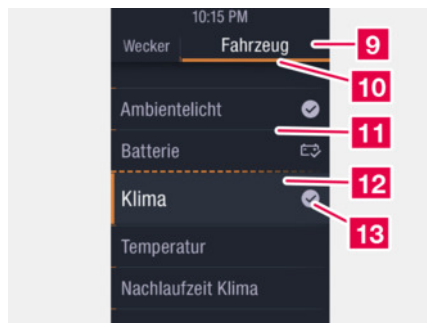 10:15 PM
Wecker Fahrzeug 9
10
Ambientelicht
11
Batterie
12
Klima
13
Temperatur
Nachlaufzeit Klima